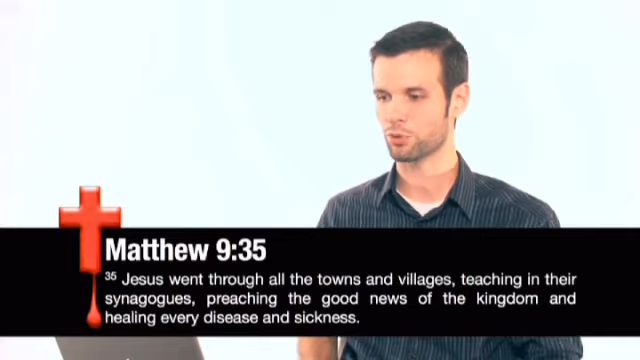 Matthew 9:35
35 Jesus went through all the towns and villages, teaching in their
synagogues, preaching the good news of the kingdom and
healing every disease and sickness.